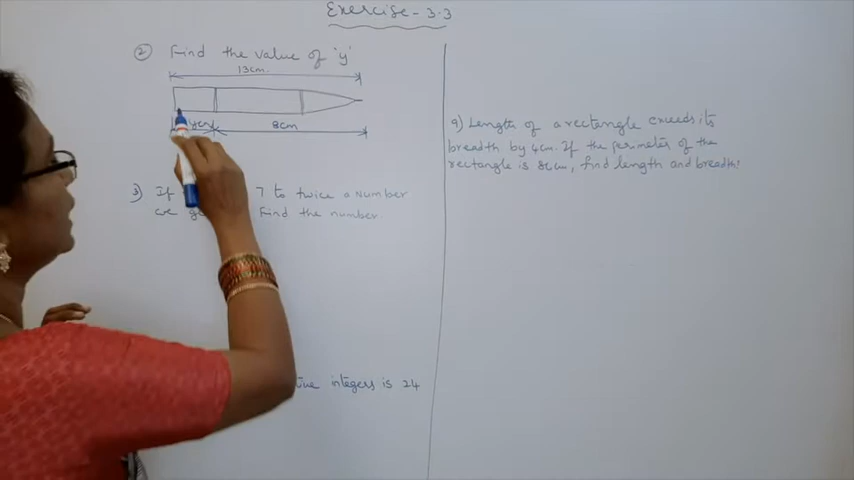 Exercise - 3.3
② Find the value of 'y'
13cm.
8cm
3) If 7 to twice a Number
we Find the number
integers is 24
9) Length of a rectangle exceeds its
breadth by 4cm. If the perimeter of the
rectangle is 84cm, find length and breadth?